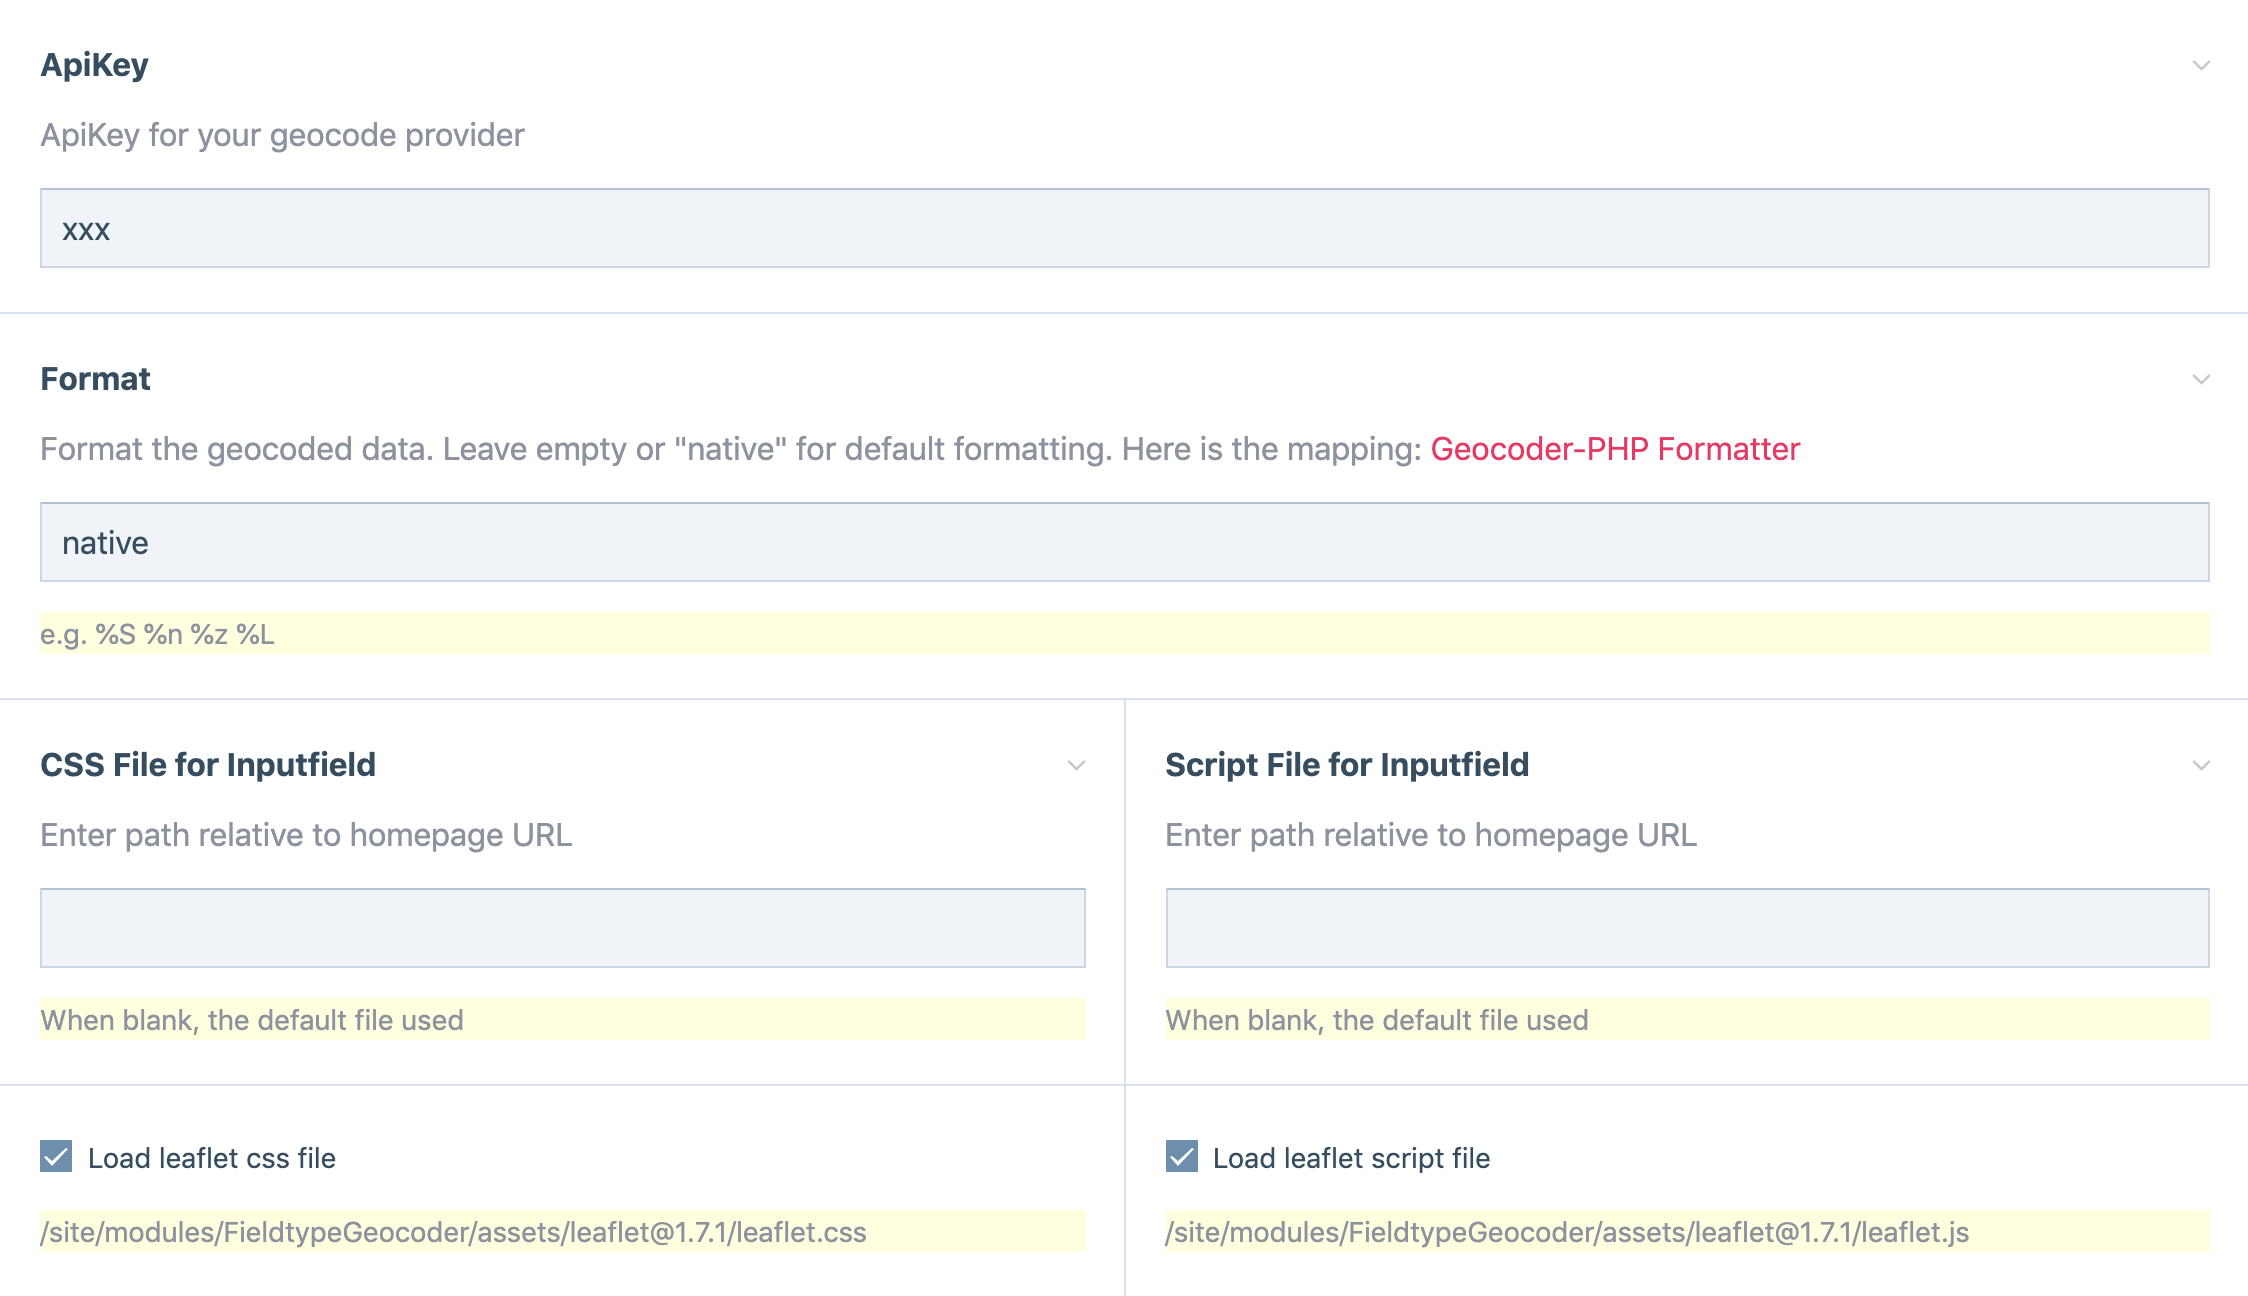 ApiKey
ApiKey for your geocode provider
xxx
Format
Format the geocoded data. Leave empty or "native" for default formatting. Here is the mapping: Geocoder-PHP Formatter
native
e.g. %S %n %z %L
CSS File for Inputfield
Enter path relative to homepage URL
When blank, the default file used
Script File for Inputfield
Enter path relative to homepage URL
When blank, the default file used
Load leaflet css file
/site/modules/FieldtypeGeocoder/assets/leaflet@1.7.1/leaflet.css
Load leaflet script file
/site/modules/FieldtypeGeocoder/assets/leaflet@1.7.1/leaflet.js